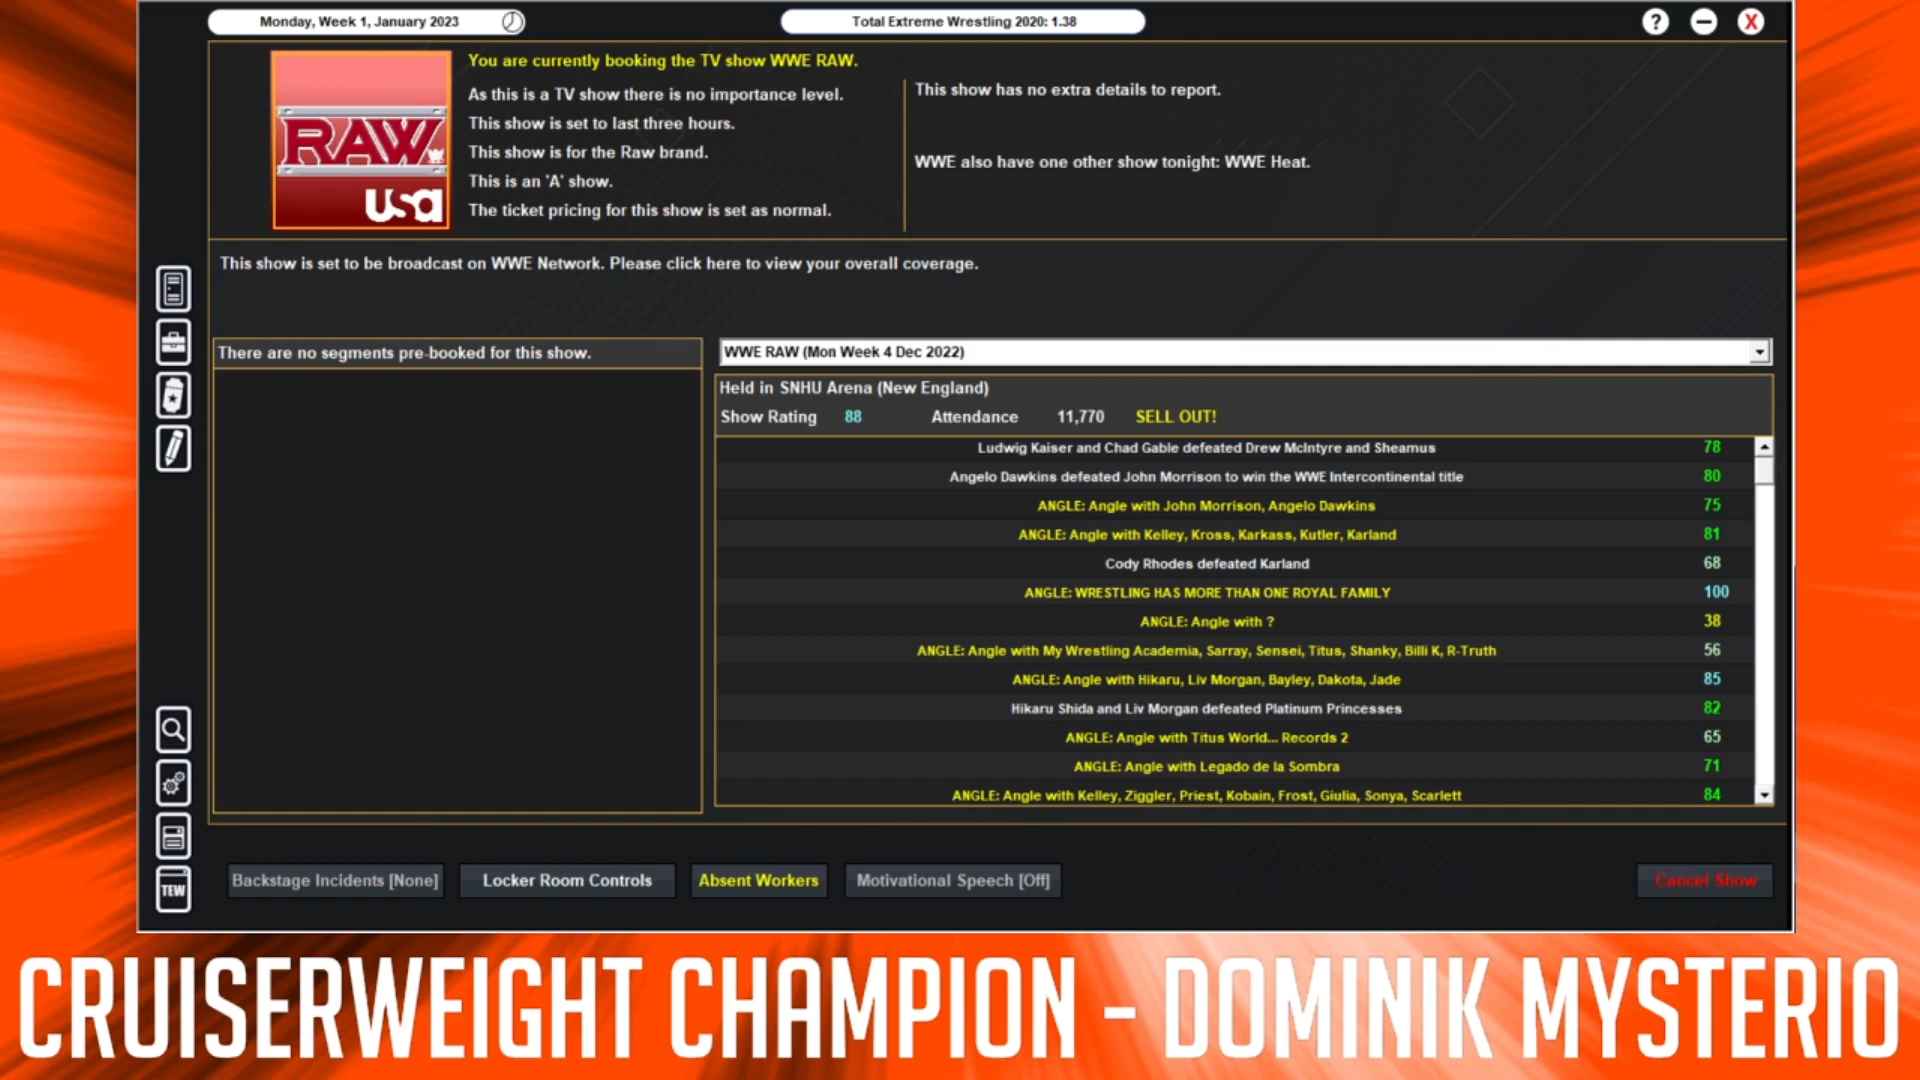 Monday, Week 1, January 2023
Total Extreme Wrestling 2020: 1.38
?
X
RAW
USA
You are currently booking the TV show WWE RAW.
As this is a TV show there is no importance level.
This show is set to last three hours.
This show is for the Raw brand.
This is an 'A' show.
The ticket pricing for this show is set as normal.
This show has no extra details to report.
WWE also have one other show tonight: WWE Heat.
This show is set to be broadcast on WWE Network. Please click here to view your overall coverage.
There are no segments pre-booked for this show.
WWE RAW (Mon Week 4 Dec 2022)
Held in SNHU Arena (New England)
Show Rating 88 Attendance 11,770 SELL OUT!
Ludwig Kaiser and Chad Gable defeated Drew McIntyre and Sheamus 78
Angelo Dawkins defeated John Morrison to win the WWE Intercontinental title 80
ANGLE: Angle with John Morrison, Angelo Dawkins 75
ANGLE: Angle with Kelley, Kross, Karkass, Kutler, Karland 81
Cody Rhodes defeated Karland 68
ANGLE: WRESTLING HAS MORE THAN ONE ROYAL FAMILY 100
ANGLE: Angle with ? 38
ANGLE: Angle with My Wrestling Academia, Sarray, Sensei, Titus, Shanky, Billi K, R-Truth 56
ANGLE: Angle with Hikaru, Liv Morgan, Bayley, Dakota, Jade 85
Hikaru Shida and Liv Morgan defeated Platinum Princesses 82
ANGLE: Angle with Titus World... Records 2 65
ANGLE: Angle with Legado de la Sombra 71
ANGLE: Angle with Kelley, Ziggler, Priest, Kobain, Frost, Giulia, Sonya, Scarlett 84
TEW
Backstage Incidents [None]
Locker Room Controls
Absent Workers
Motivational Speech [Off]
Cancel Show
CRUISERWEIGHT CHAMPION - DOMINIK MYSTERIO